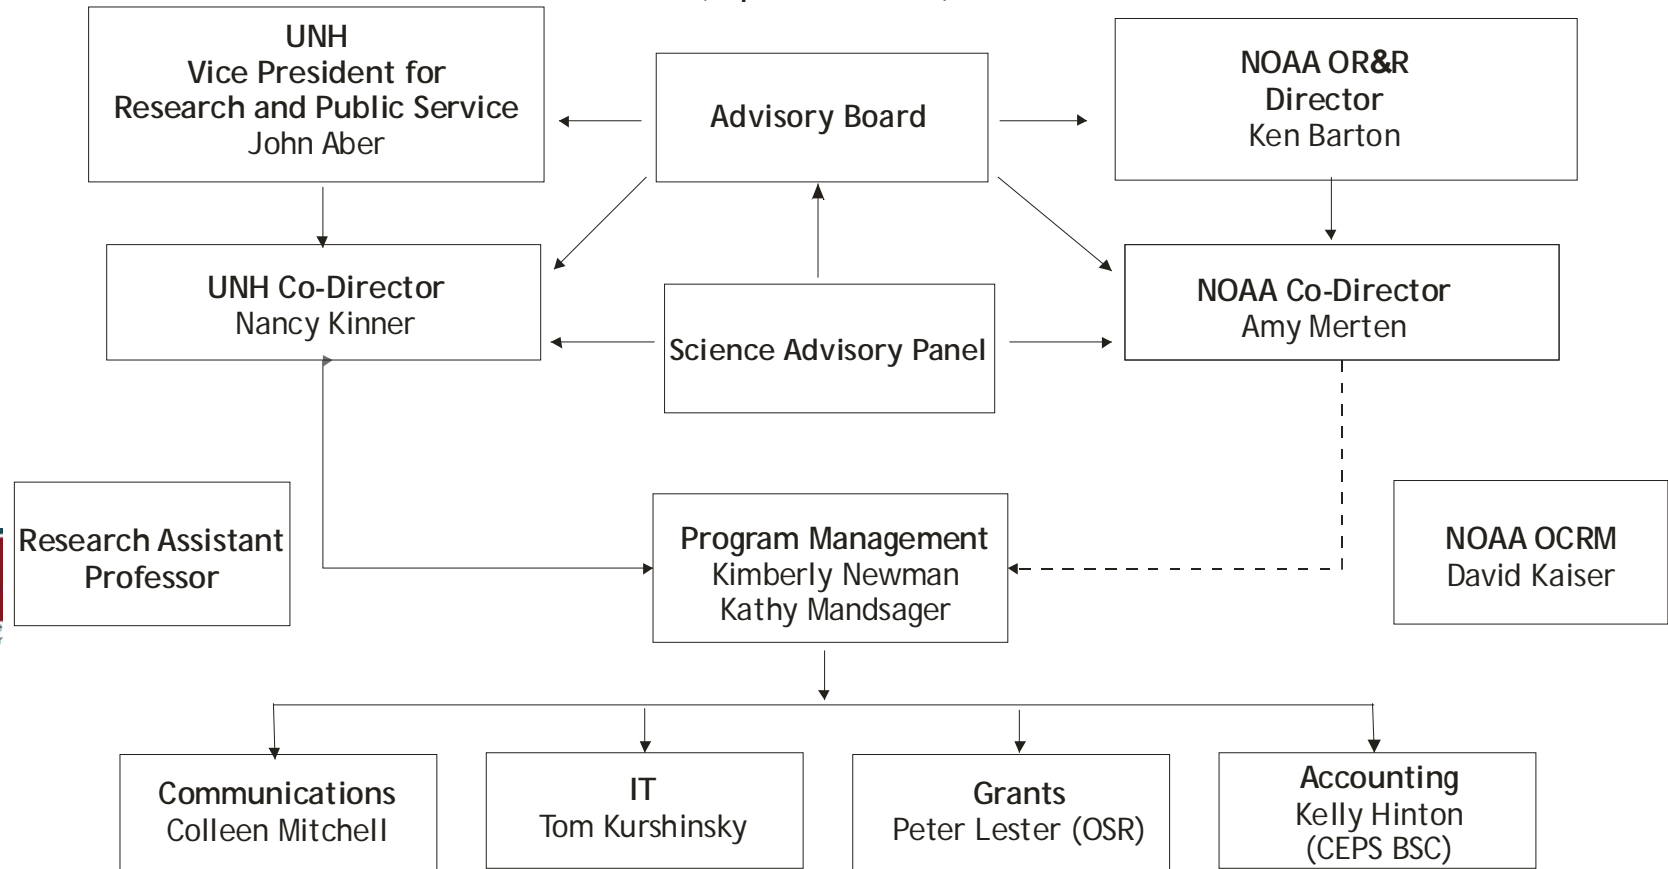 UNH
Vice President for
Research and Public Service
John Aber
Advisory Board
NOAA OR&R
Director
Ken Barton
UNH Co-Director
Nancy Kinner
Science Advisory Panel
NOAA Co-Director
Amy Merten
Research Assistant
Professor
Program Management
Kimberly Newman
Kathy Mandsager
NOAA OCRM
David Kaiser
Communications
Colleen Mitchell
IT
Tom Kurshinsky
Grants
Peter Lester (OSR)
Accounting
Kelly Hinton
(CEPS BSC)